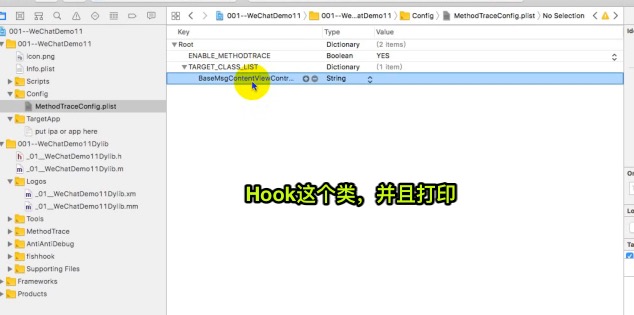 001--WeChatDemo11
001--We...atDemo11
Config
MethodTraceConfig.plist
No Selection
001--WeChatDemo11
001--WeChatDemo11
icon.png
Info.plist
Scripts
Config
MethodTraceConfig.plist
TargetApp
put ipa or app here
001--WeChatDemo11Dylib
_01__WeChatDemo11Dylib.h
_01__WeChatDemo11Dylib.m
Logos
_01__WeChatDemo11Dylib.xm
_01__WeChatDemo11Dylib.mm
Tools
MethodTrace
AntiAntiDebug
fishhook
Supporting Files
Frameworks
Products
Key Type Value
Root Dictionary (2 items)
ENABLE_METHODTRACE Boolean YES
TARGET_CLASS_LIST Dictionary (1 item)
BaseMsgContentViewContr... String
Hook这个类，并且打印
Ide
On
Lo
Ta